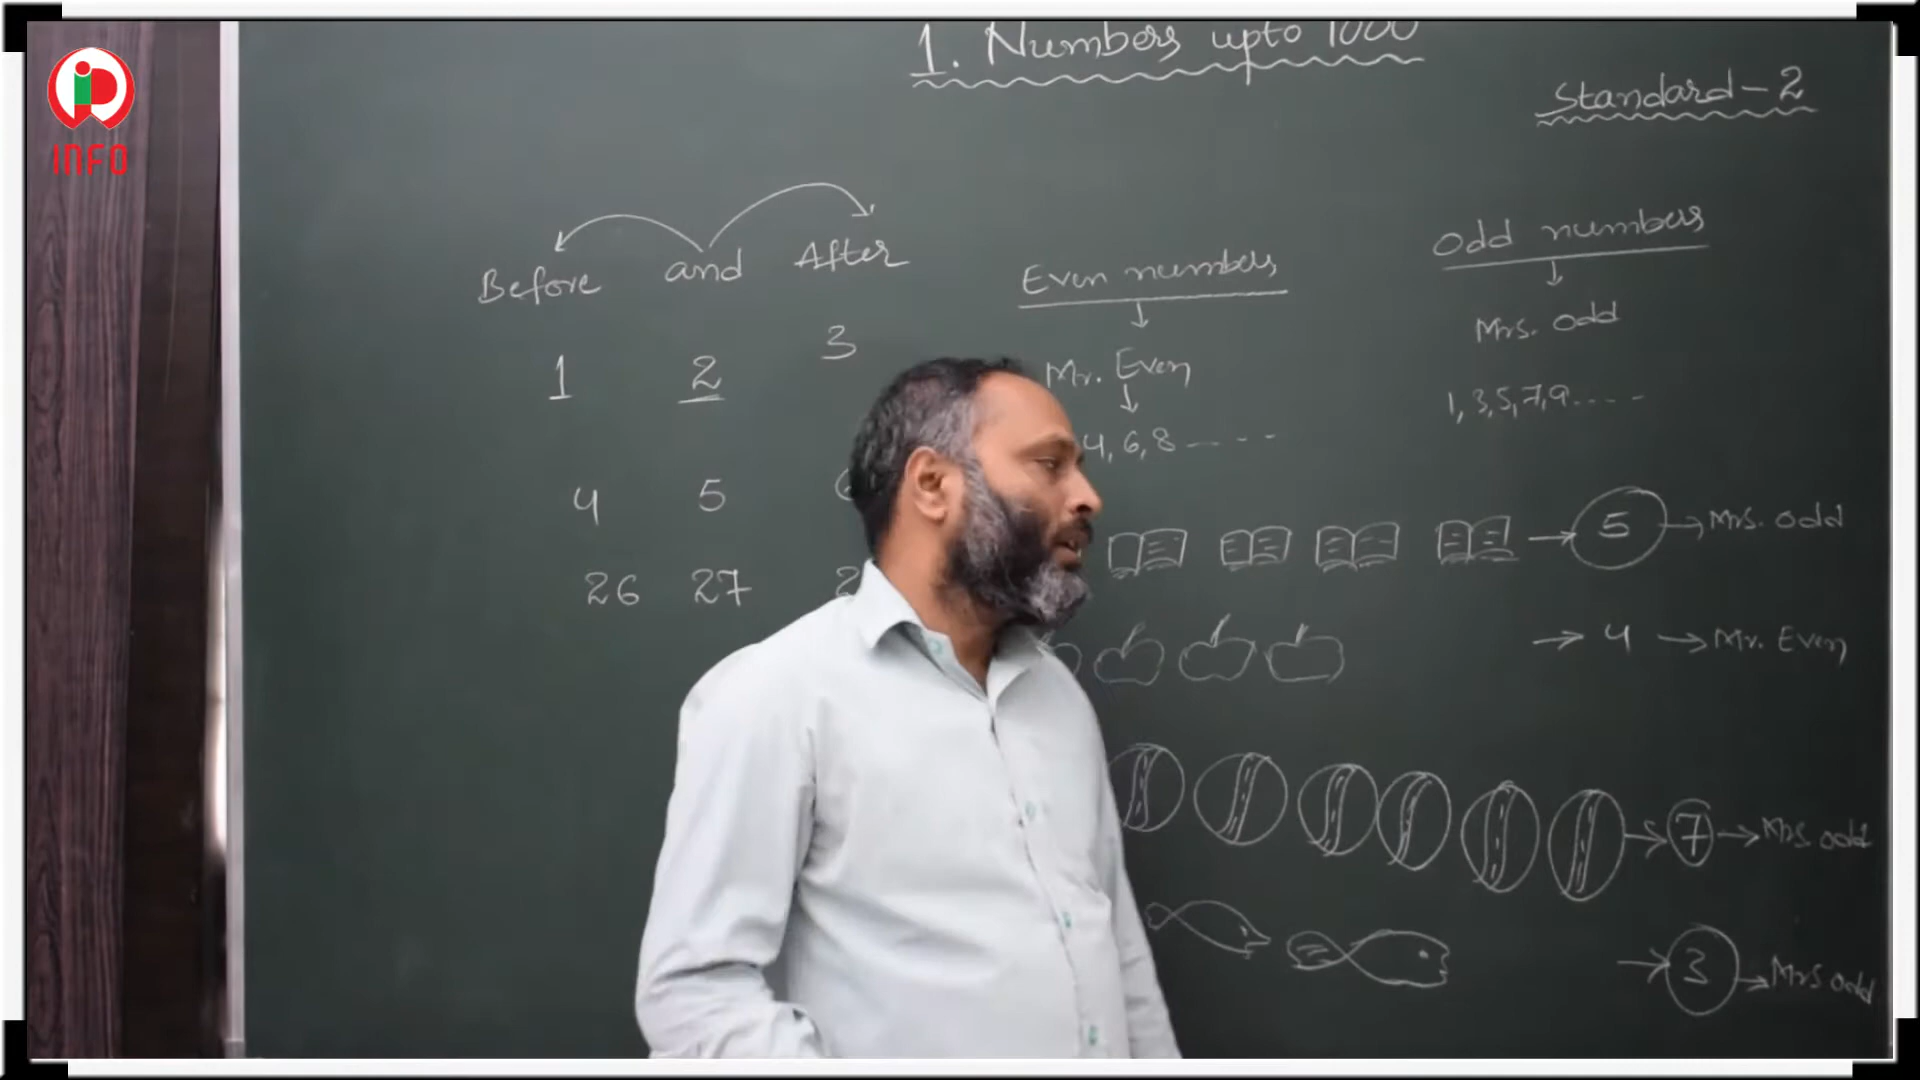 INFO
1. Numbers upto 1000
Standard-2
Before and After
1 2 3
4 5
26 27 2
Even numbers
Mr. Even
4, 6, 8 - - - -
Odd numbers
Mrs. Odd
1, 3, 5, 7, 9 . . - - -
5 Mrs. Odd
4 Mr. Even
7 Mrs odd
3 Mrs odd